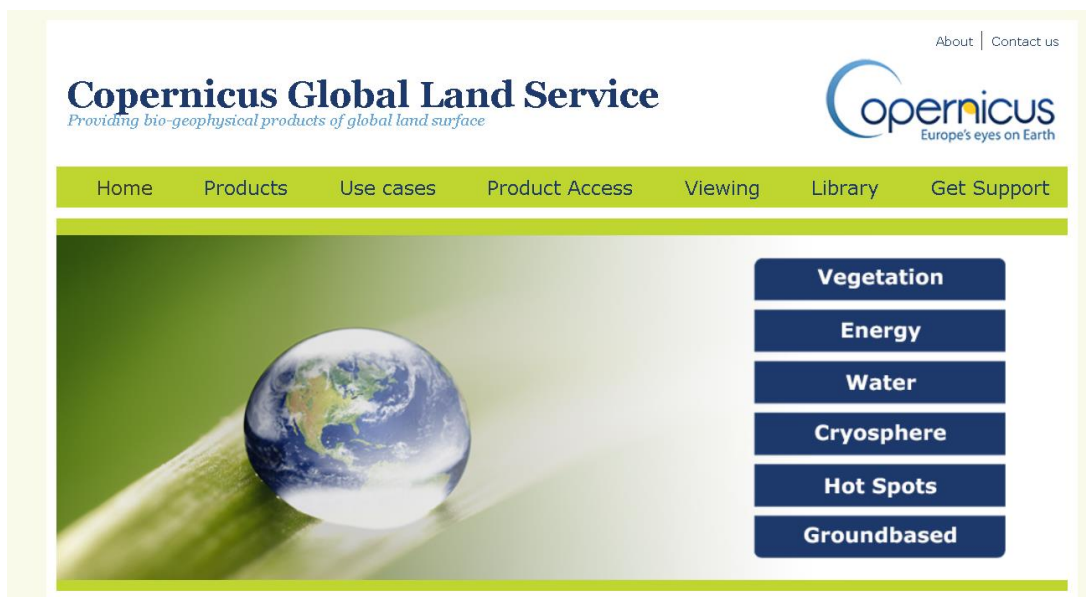 About | Contact us
Copernicus Global Land Service
Providing bio-geophysical products of global land surface
opernicus
Europe's eyes on Earth
Home Products Use cases Product Access Viewing Library Get Support
Vegetation
Energy
Water
Cryosphere
Hot Spots
Groundbased